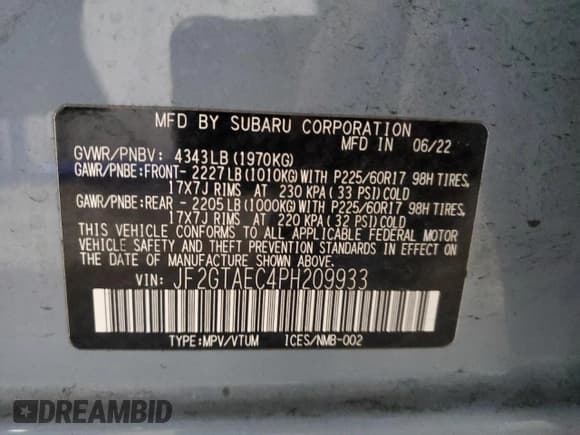 MFD BY SUBARU CORPORATION
MFD IN 06/22
GVWR/PNBV: 4343LB(1970KG)
GAWR/PNBE:FRONT- 2227LB(1010KG)WITH P225/60R17 98H TIRES,
17X7J RIMS AT 230 KPA(33 PSI)COLD
GAWR/PNBE:REAR - 2205LB(1000KG)WITH P225/60R17 98H TIRES,
17X7J RIMS AT 220 KPA(32 PSI)COLD
THIS VEHICLE CONFORMS TO ALL APPLICABLE FEDERAL MOTOR
VEHICLE SAFETY AND THEFT PREVENTION STANDARDS IN EFFECT
ON THE DATE OF MANUFACTURE SHOWN ABOVE.
VIN: JF2GTAEC4PH209933
TYPE:MPV/VTUM ICES/NMB-002
DREAMBID